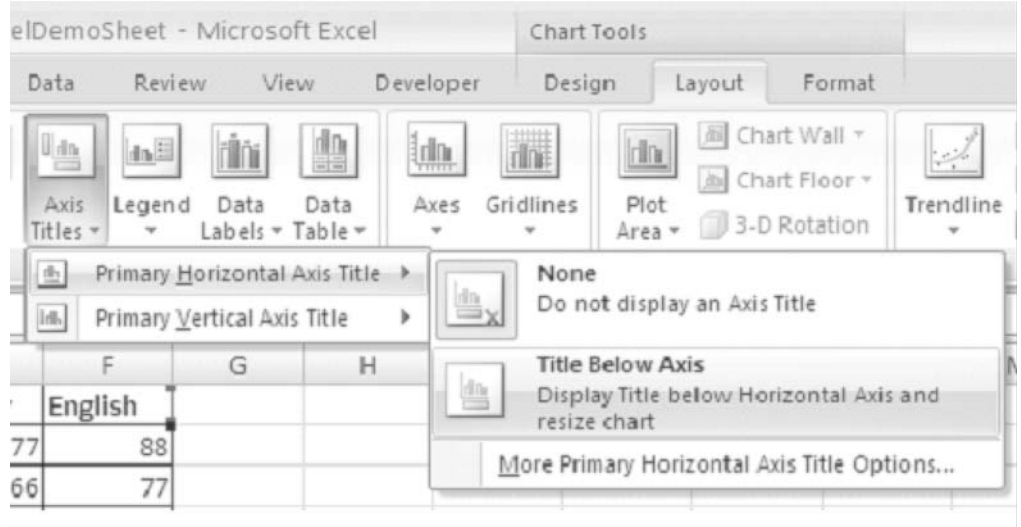 elDemoSheet - Microsoft Excel
Chart Tools
Data Review View Developer Design Layout Format
Axis Titles
Legend
Data Labels
Data Table
Axes
Gridlines
Plot Area
Chart Wall
Chart Floor
3-D Rotation
Trendline
Primary Horizontal Axis Title
Primary Vertical Axis Title
None
Do not display an Axis Title
Title Below Axis
Display Title below Horizontal Axis and
resize chart
More Primary Horizontal Axis Title Options...
F G H
English
77 88
66 77